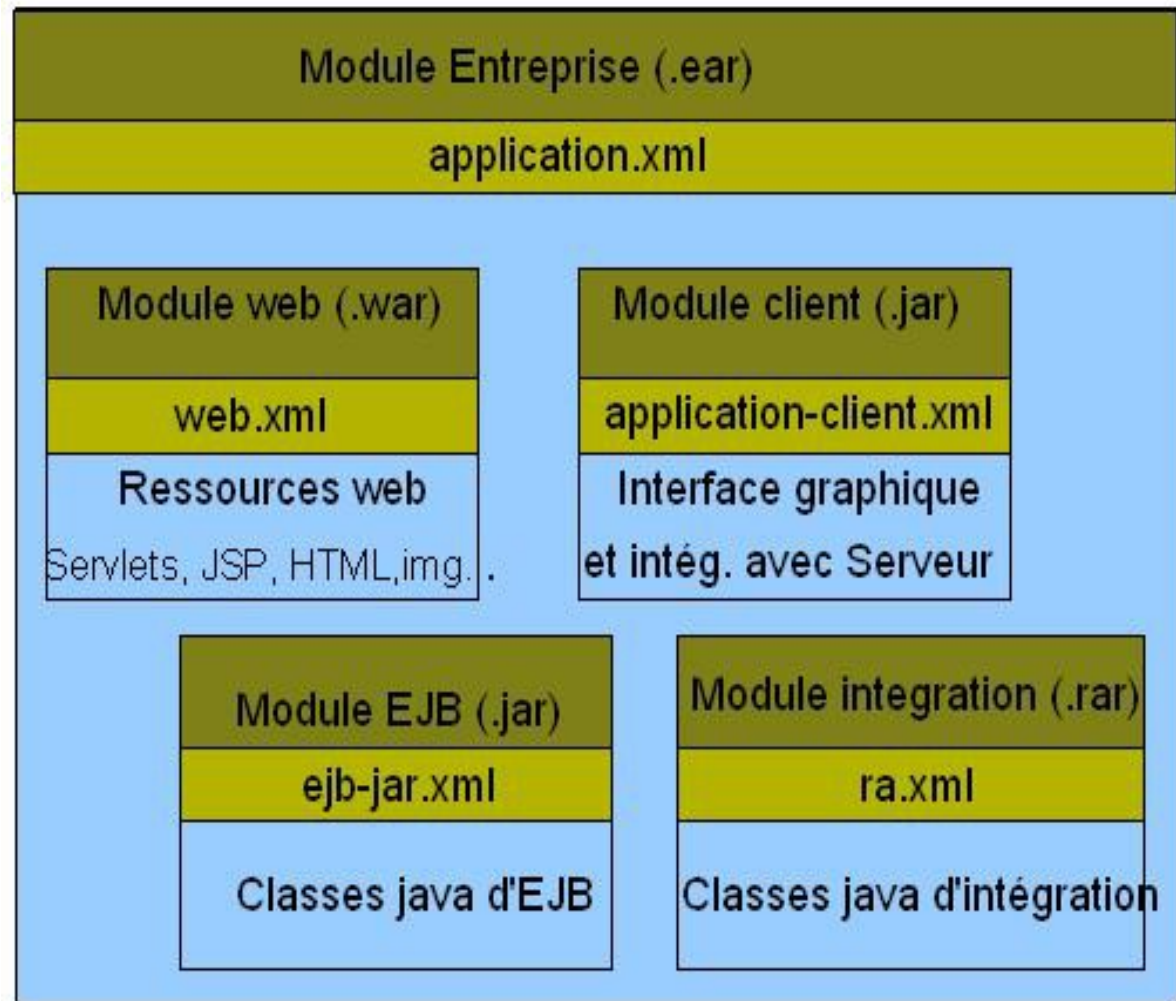 Module Entreprise (.ear)
application.xml
Module web (.war)
web.xml
Ressources web
Servlets, JSP, HTML,img. .
Module client (.jar)
application-client.xml
Interface graphique
et intég. avec Serveur
Module EJB (.jar)
ejb-jar.xml
Classes java d'EJB
Module integration (.rar)
ra.xml
Classes java d'intégration